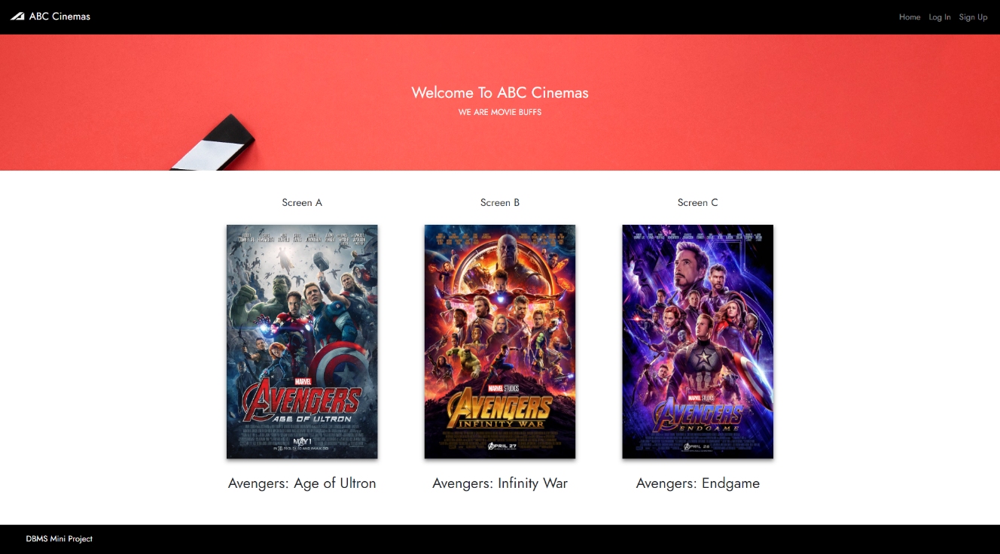 ABC Cinemas
Home Log In Sign Up
Welcome To ABC Cinemas
WE ARE MOVIE BUFFS
Screen A
Screen B
Screen C
MARVEL
AVENGERS
AGE OF ULTRON
MAY 1
MARVEL STUDIOS
AVENGERS
INFINITY WAR
APRIL 27
MARVEL STUDIOS
AVENGERS
ENDGAME
APRIL 26
Avengers: Age of Ultron
Avengers: Infinity War
Avengers: Endgame
DBMS Mini Project